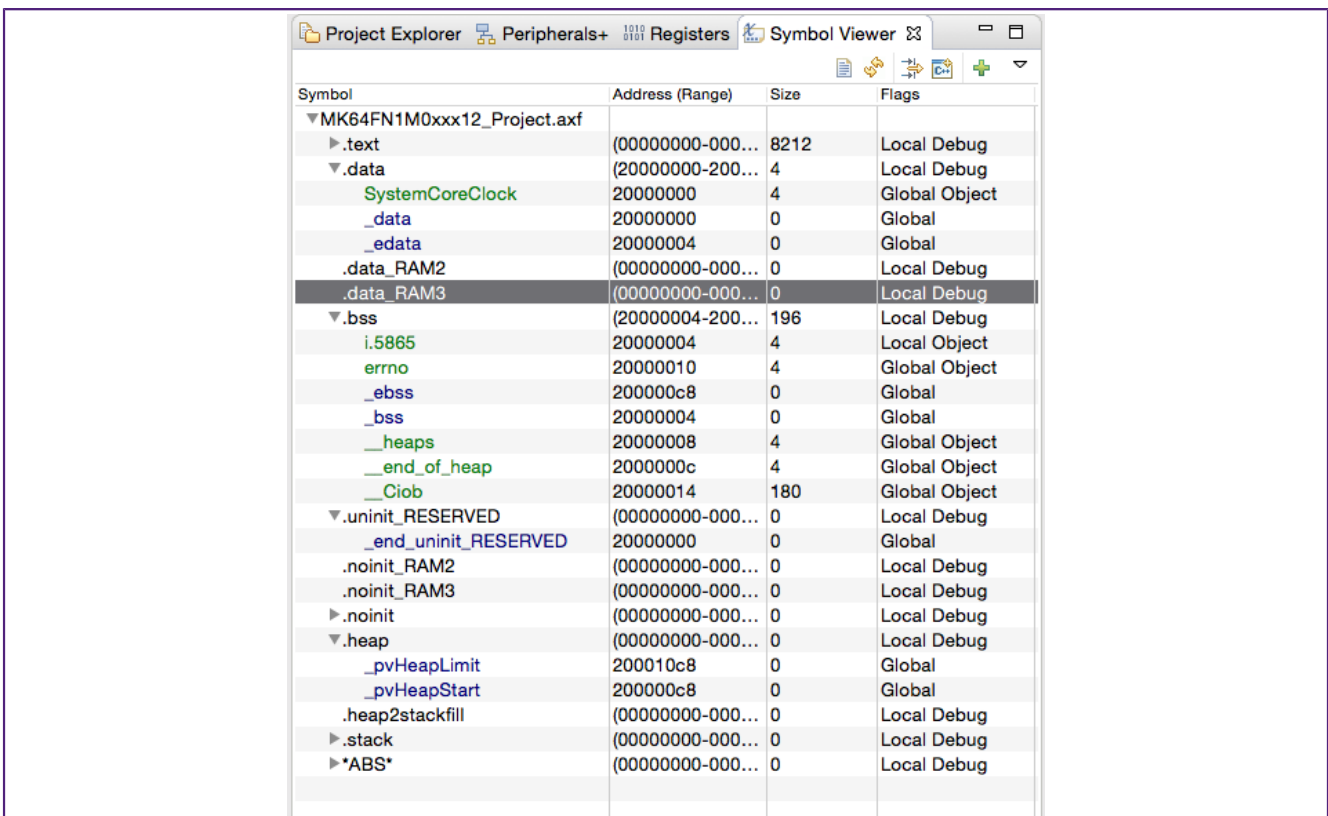 Project Explorer Peripherals+ 1010 0101 Registers Symbol Viewer
C++
Symbol Address (Range) Size Flags
MK64FN1M0xxx12_Project.axf
.text (00000000-000... 8212 Local Debug
.data (20000000-200... 4 Local Debug
SystemCoreClock 20000000 4 Global Object
_data 20000000 0 Global
_edata 20000004 0 Global
.data_RAM2 (00000000-000... 0 Local Debug
.data_RAM3 (00000000-000... 0 Local Debug
.bss (20000004-200... 196 Local Debug
i.5865 20000004 4 Local Object
errno 20000010 4 Global Object
_ebss 200000c8 0 Global
_bss 20000004 0 Global
__heaps 20000008 4 Global Object
__end_of_heap 2000000c 4 Global Object
__Ciob 20000014 180 Global Object
.uninit_RESERVED (00000000-000... 0 Local Debug
_end_uninit_RESERVED 20000000 0 Global
.noinit_RAM2 (00000000-000... 0 Local Debug
.noinit_RAM3 (00000000-000... 0 Local Debug
.noinit (00000000-000... 0 Local Debug
.heap (00000000-000... 0 Local Debug
_pvHeapLimit 200010c8 0 Global
_pvHeapStart 200000c8 0 Global
.heap2stackfill (00000000-000... 0 Local Debug
.stack (00000000-000... 0 Local Debug
*ABS* (00000000-000... 0 Local Debug